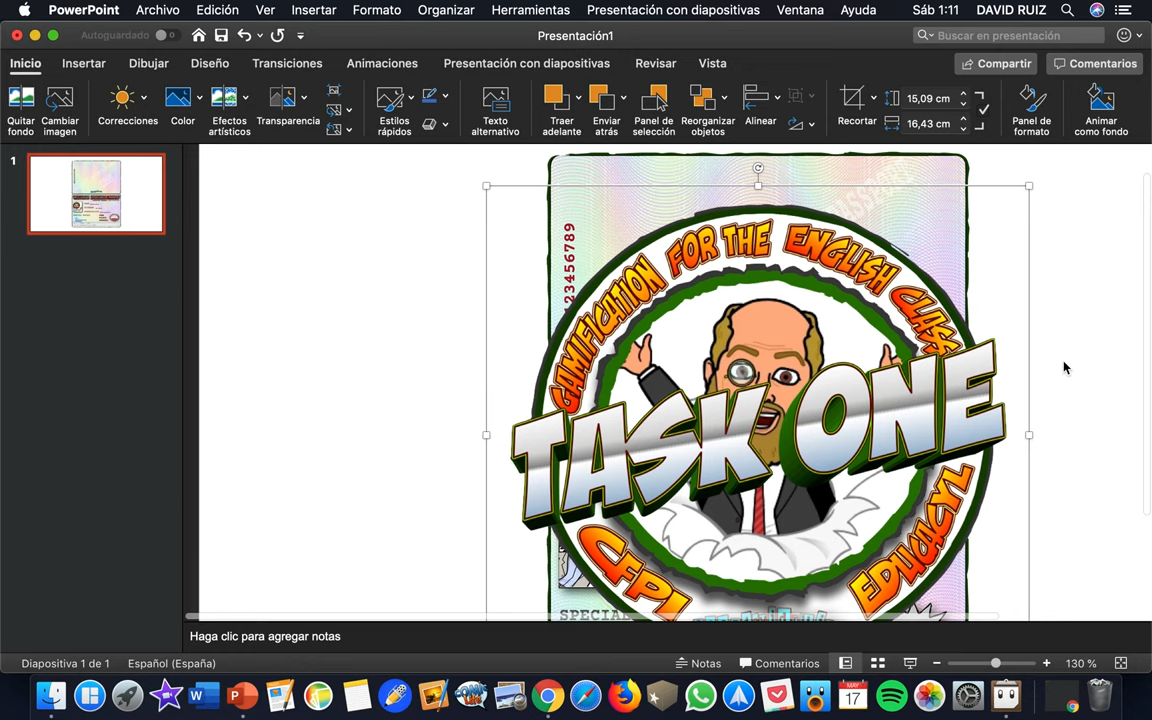 PowerPoint Archivo Edición Ver Insertar Formato Organizar Herramientas Presentación con diapositivas Ventana Ayuda Sáb 1:11 DAVID RUIZ
Autoguardado 0 Presentación1 Buscar en presentación
Inicio Insertar Dibujar Diseño Transiciones Animaciones Presentación con diapositivas Revisar Vista Compartir Comentarios
15,09 cm
16,43 cm
Quitar fondo
Cambiar imagen
Correcciones
Color
Efectos artísticos
Transparencia
Estilos rápidos
Texto alternativo
Traer adelante
Enviar atrás
Panel de selección
Reorganizar objetos
Alinear
Recortar
Panel de formato
Animar como fondo
1
PASSPORT
23456789
GAMIFICATION FOR THE ENGLISH CLASS
TASK ONE
CFPI EDUCACYL
SPECIAL
Haga clic para agregar notas
Diapositiva 1 de 1 Español (España) Notas Comentarios 130 %
MAY
17